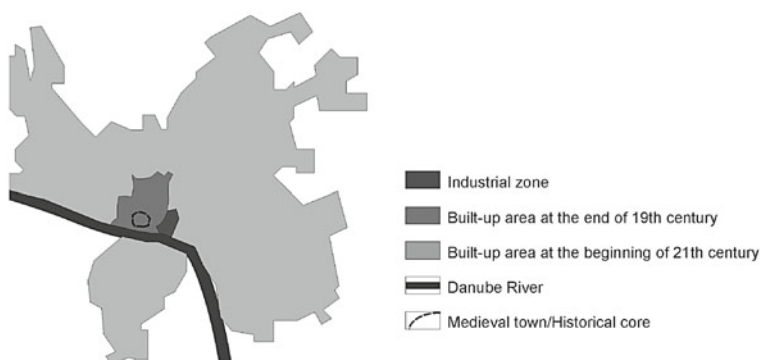 Industrial zone
Built-up area at the end of 19th century
Built-up area at the beginning of 21th century
Danube River
Medieval town/Historical core